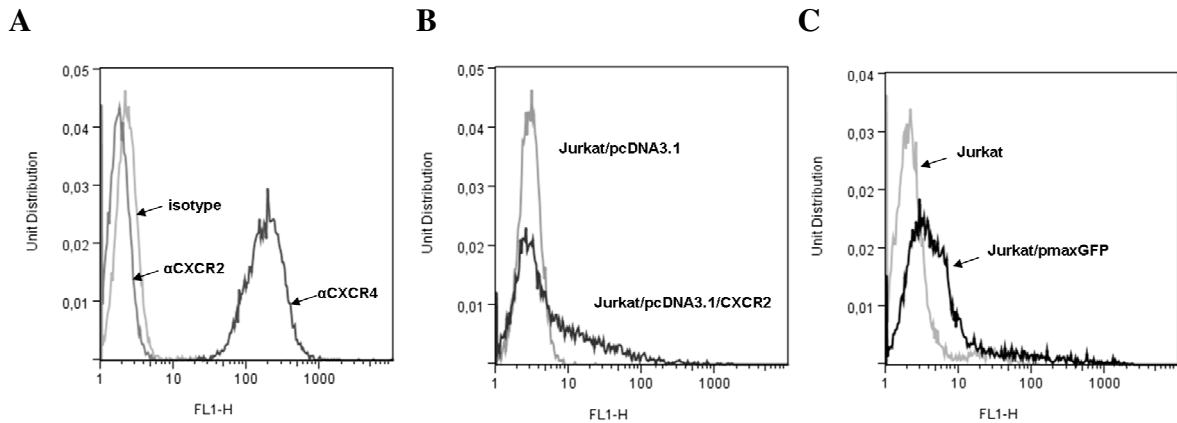 A
0,05
0,04
0,03
0,02
0,01
Unit Distribution
isotype
αCXCR2
αCXCR4
1
10
100
1000
FL1-H
B
0,05
0,04
0,03
0,02
0,01
Unit Distribution
Jurkat/pcDNA3.1
Jurkat/pcDNA3.1/CXCR2
1
10
100
1000
FL1-H
C
0,04
0,03
0,02
0,02
0,01
Unit Distribution
Jurkat
Jurkat/pmaxGFP
1
10
100
1000
FL1-H